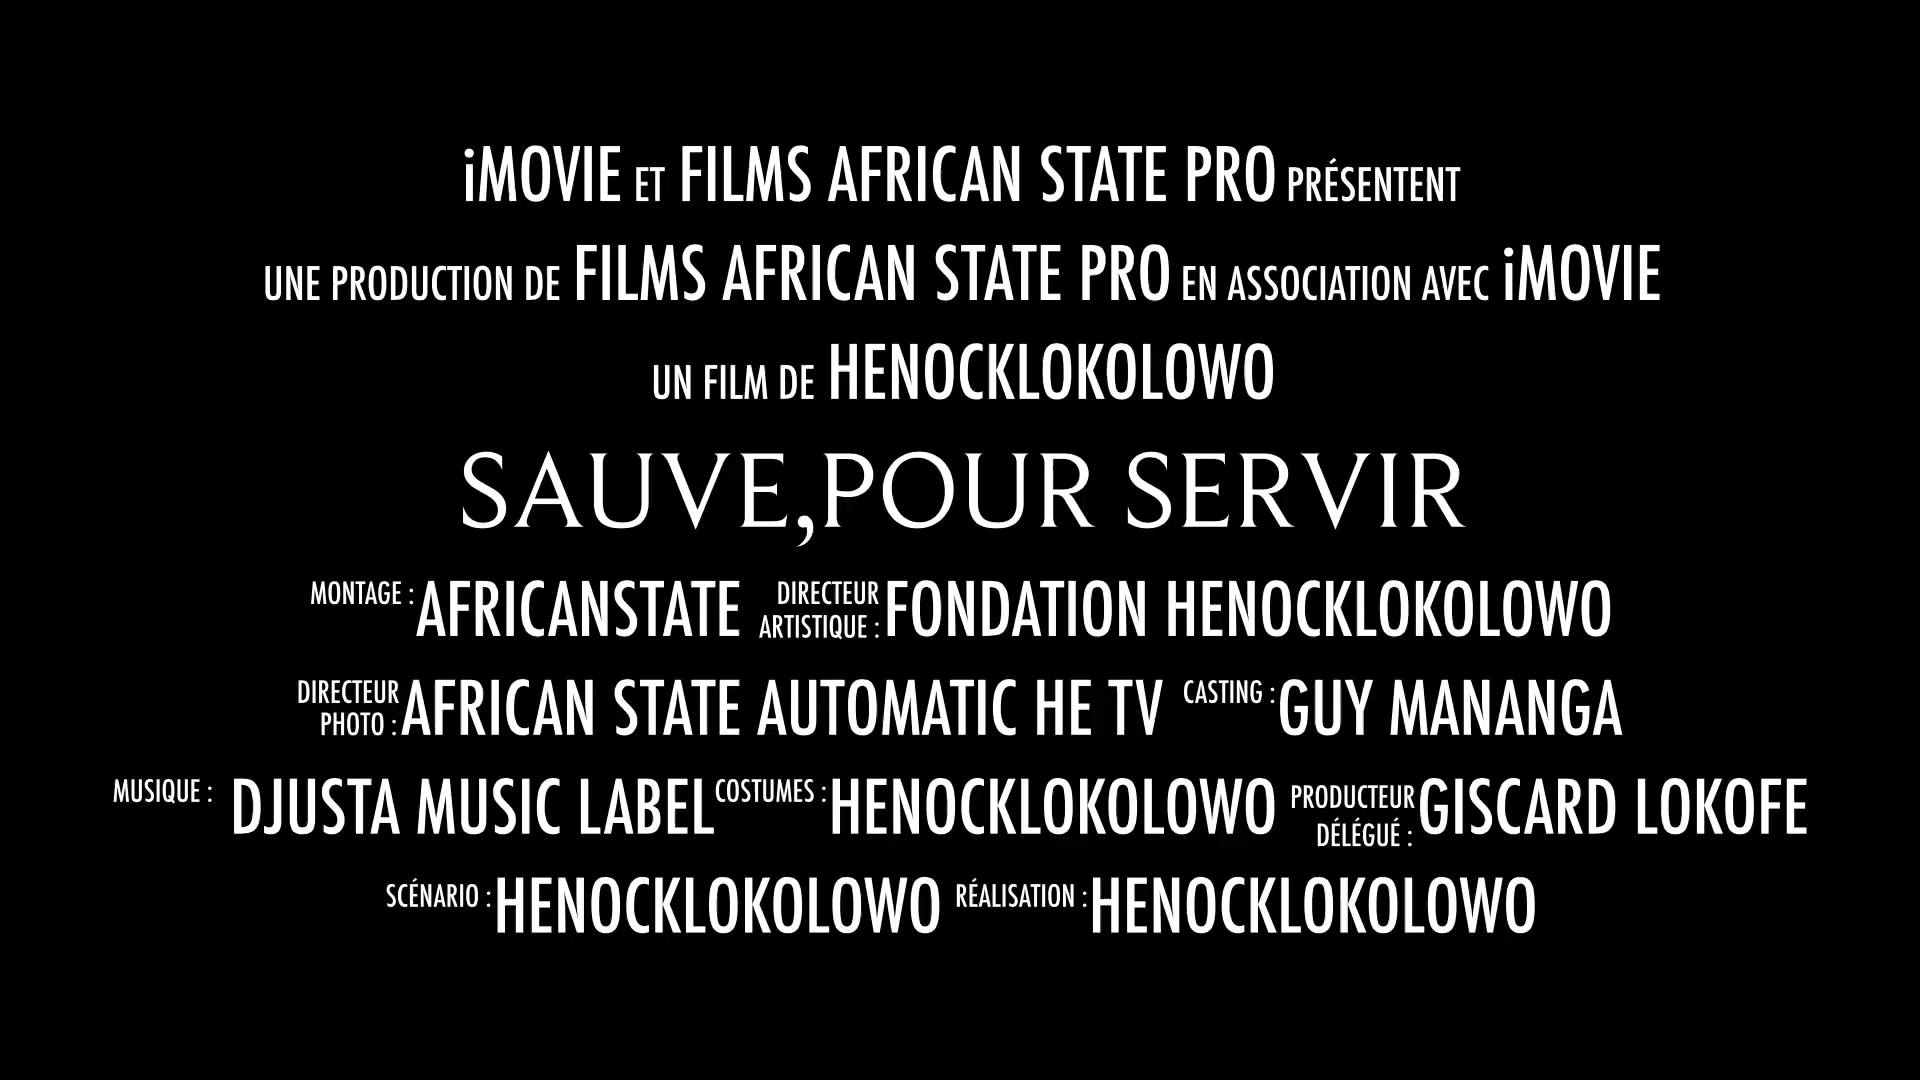 iMOVIE ET FILMS AFRICAN STATE PRO PRÉSENTENT
UNE PRODUCTION DE FILMS AFRICAN STATE PRO EN ASSOCIATION AVEC iMOVIE
UN FILM DE HENOCKLOKOLOWO
SAUVE,POUR SERVIR
MONTAGE : AFRICANSTATE DIRECTEUR ARTISTIQUE : FONDATION HENOCKLOKOLOWO
DIRECTEUR PHOTO : AFRICAN STATE AUTOMATIC HE TV CASTING : GUY MANANGA
MUSIQUE : DJUSTA MUSIC LABEL COSTUMES : HENOCKLOKOLOWO PRODUCTEUR DÉLÉGUÉ : GISCARD LOKOFE
SCÉNARIO : HENOCKLOKOLOWO RÉALISATION : HENOCKLOKOLOWO